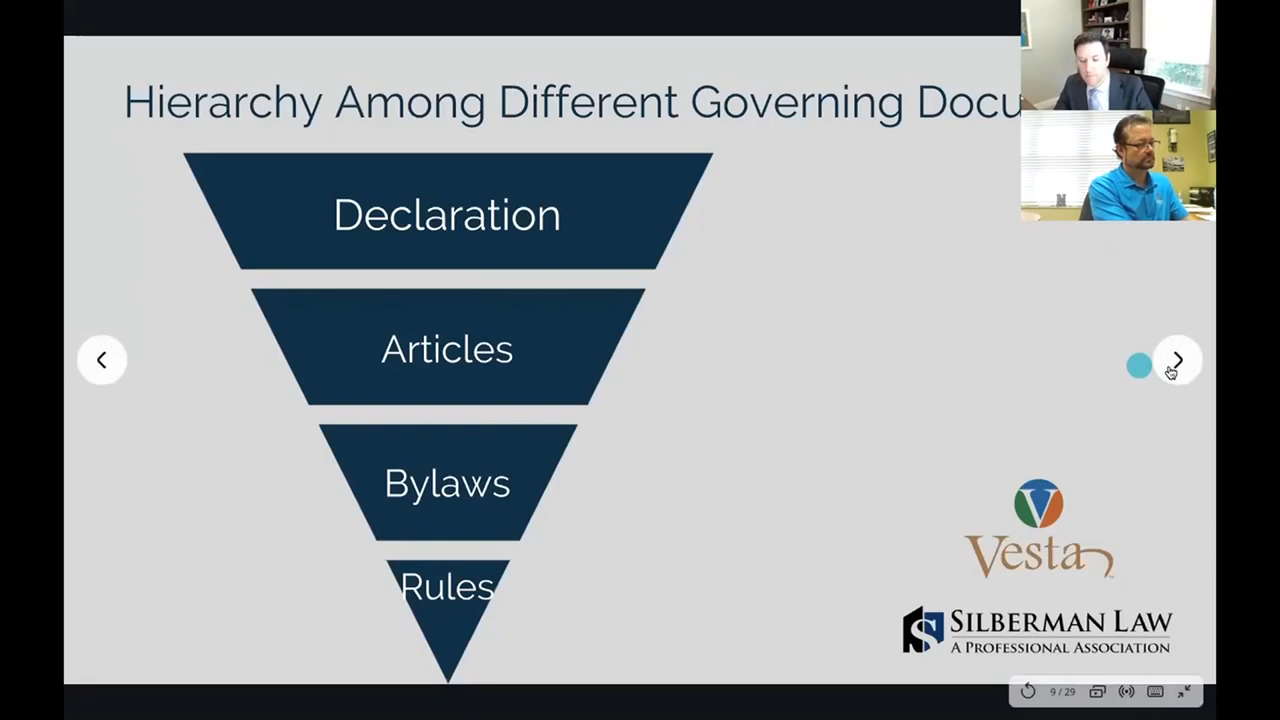 Hierarchy Among Different Governing Docu
Declaration
Articles
Bylaws
Rules
Vesta
SILBERMAN LAW
A PROFESSIONAL ASSOCIATION
9 / 29